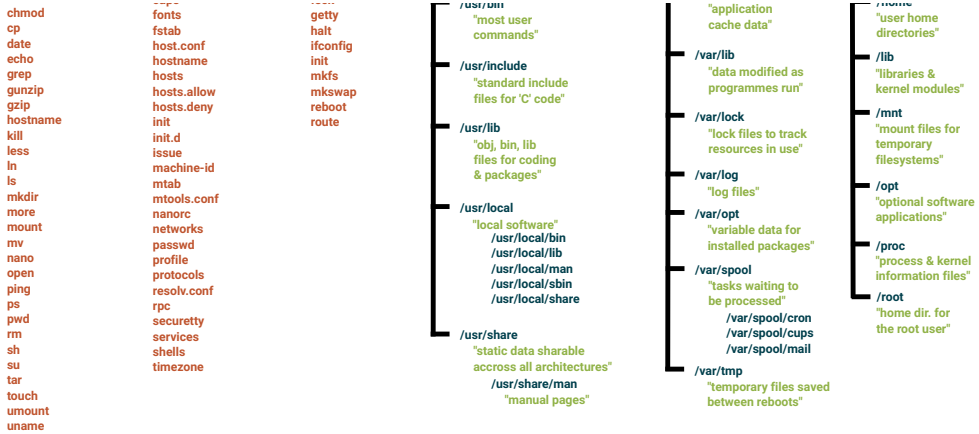 chmod
cp
date
echo
grep
gunzip
gzip
hostname
kill
less
ln
ls
mkdir
more
mount
mv
nano
open
ping
ps
pwd
rm
sh
su
tar
touch
umount
uname
fonts
fstab
host.conf
hostname
hosts
hosts.allow
hosts.deny
init
init.d
issue
machine-id
mtab
mtools.conf
nanorc
networks
passwd
profile
protocols
resolv.conf
rpc
securetty
services
shells
timezone
getty
halt
ifconfig
init
mkfs
mkswap
reboot
route
/usr/bin
"most user
commands"
/usr/include
"standard include
files for 'C' code"
/usr/lib
"obj, bin, lib
files for coding
& packages"
/usr/local
"local software"
/usr/local/bin
/usr/local/lib
/usr/local/man
/usr/local/sbin
/usr/local/share
/usr/share
"static data sharable
accross all architectures"
/usr/share/man
"manual pages"
"application
cache data"
/var/lib
"data modified as
programmes run"
/var/lock
"lock files to track
resources in use"
/var/log
"log files"
/var/opt
"variable data for
installed packages"
/var/spool
"tasks waiting to
be processed"
/var/spool/cron
/var/spool/cups
/var/spool/mail
/var/tmp
"temporary files saved
between reboots"
/home
"user home
directories"
/lib
"libraries &
kernel modules"
/mnt
"mount files for
temporary
filesystems"
/opt
"optional software
applications"
/proc
"process & kernel
information files"
/root
"home dir. for
the root user"